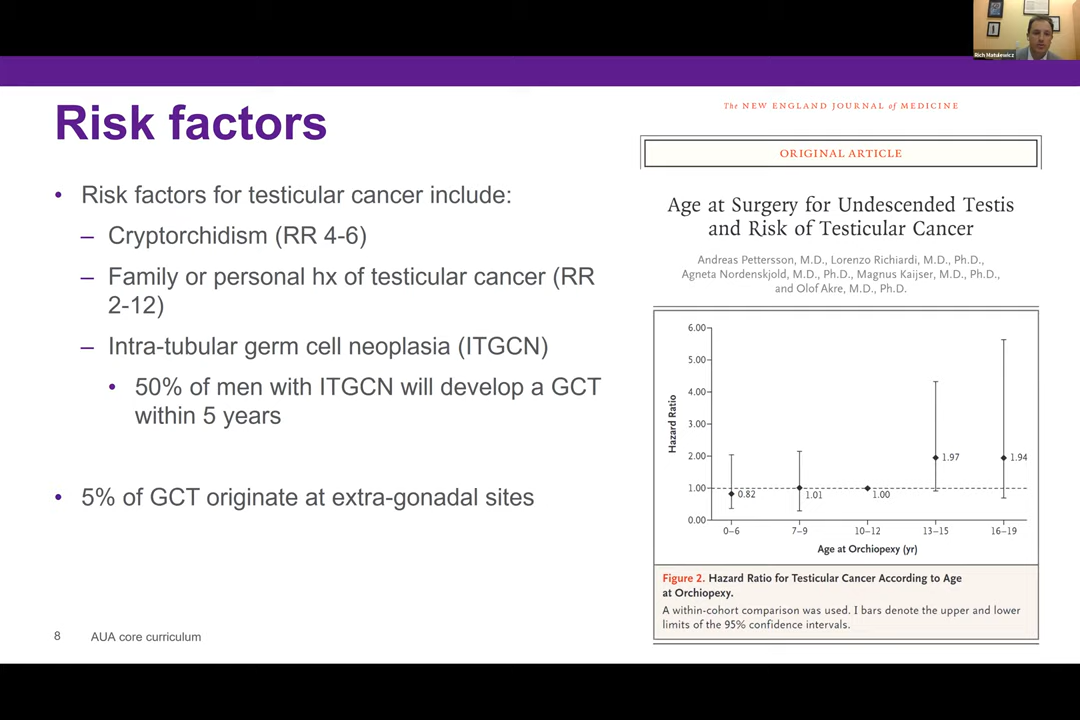 Rich Matulewicz
Risk factors
• Risk factors for testicular cancer include:
– Cryptorchidism (RR 4-6)
– Family or personal hx of testicular cancer (RR
2-12)
– Intra-tubular germ cell neoplasia (ITGCN)
• 50% of men with ITGCN will develop a GCT
within 5 years
• 5% of GCT originate at extra-gonadal sites
8 AUA core curriculum
The NEW ENGLAND JOURNAL of MEDICINE
ORIGINAL ARTICLE
Age at Surgery for Undescended Testis
and Risk of Testicular Cancer
Andreas Pettersson, M.D., Lorenzo Richiardi, M.D., Ph.D.,
Agneta Nordenskjold, M.D., Ph.D., Magnus Kaijser, M.D., Ph.D.,
and Olof Akre, M.D., Ph.D.
Hazard Ratio
6.00
5.00
4.00
3.00
2.00
1.00
0.00
0.82
1.01
1.00
1.97
1.94
0–6 7–9 10–12 13–15 16–19
Age at Orchiopexy (yr)
Figure 2. Hazard Ratio for Testicular Cancer According to Age
at Orchiopexy.
A within-cohort comparison was used. I bars denote the upper and lower
limits of the 95% confidence intervals.